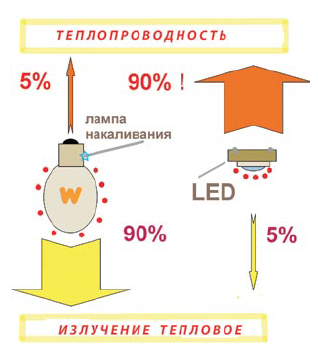 ТЕПЛОПРОВОДНОСТЬ
5%
90% !
лампа
накаливания
W
LED
90%
5%
ИЗЛУЧЕНИЕ ТЕПЛОВОЕ